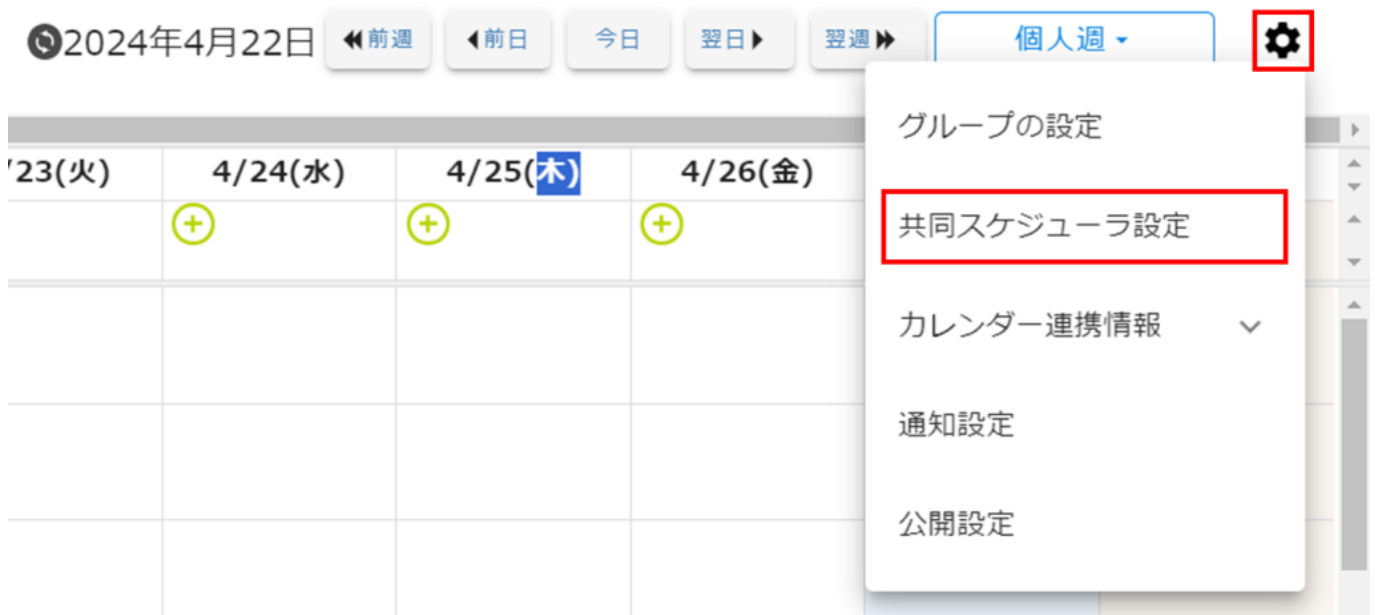 2024年4月22日 前週 前日 今日 翌日 翌週 個人週
/23(火) 4/24(水) 4/25(木) 4/26(金)
グループの設定
共同スケジューラ設定
カレンダー連携情報
通知設定
公開設定